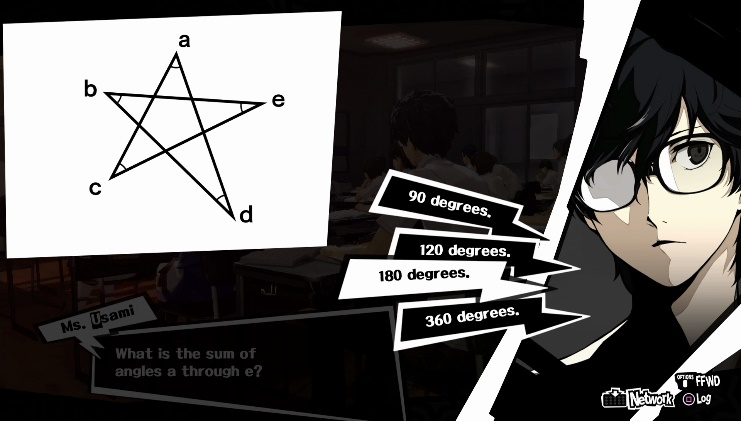 a
b
e
c
d
90 degrees.
120 degrees.
180 degrees.
360 degrees.
Ms. Usami
What is the sum of
angles a through e?
OPTIONS FFWD
Network Log